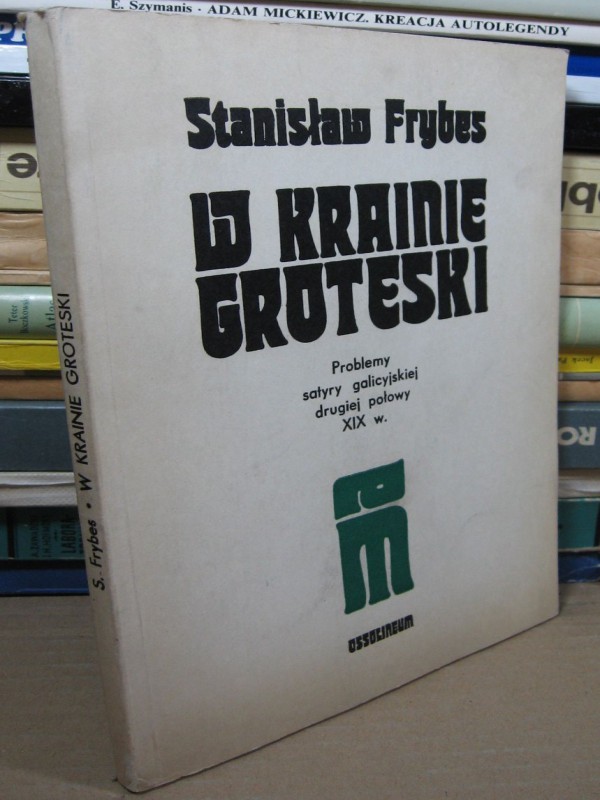 E. Szymanis · ADAM MICKIEWICZ. KREACJA AUTOLEGENDY
Stanisław Frybes
W KRAINIE
GROTESKI
Problemy
satyry galicyjskiej
drugiej połowy
XIX w.
PM
OSSOLINEUM
S. Frybes • W KRAINIE GROTESKI